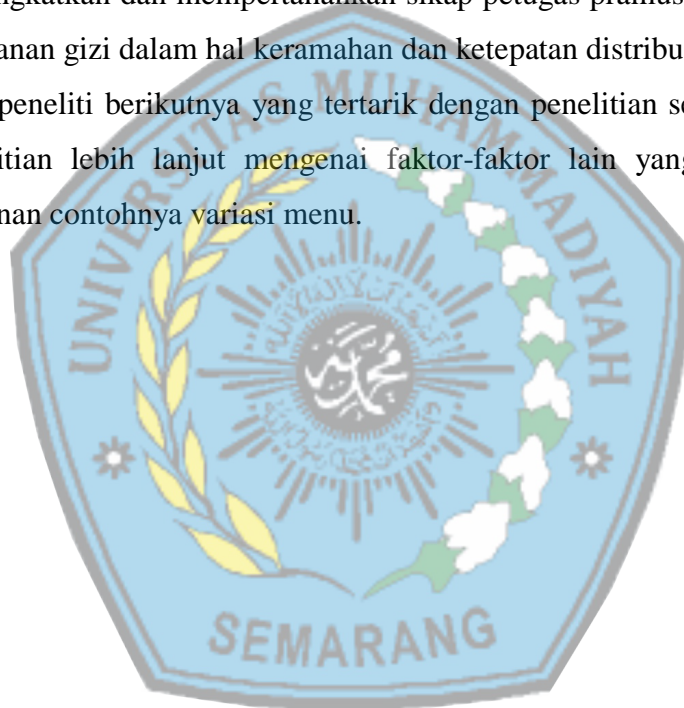 ngkatkan dan mempertahankan sikap petugas pramus
anan gizi dalam hal keramahan dan ketepatan distribu
peneliti berikutnya yang tertarik dengan penelitian se
itian lebih lanjut mengenai faktor-faktor lain yang
nan contohnya variasi menu.
UNIVERSITAS MUHAMMADIYAH
محمدية
SEMARANG